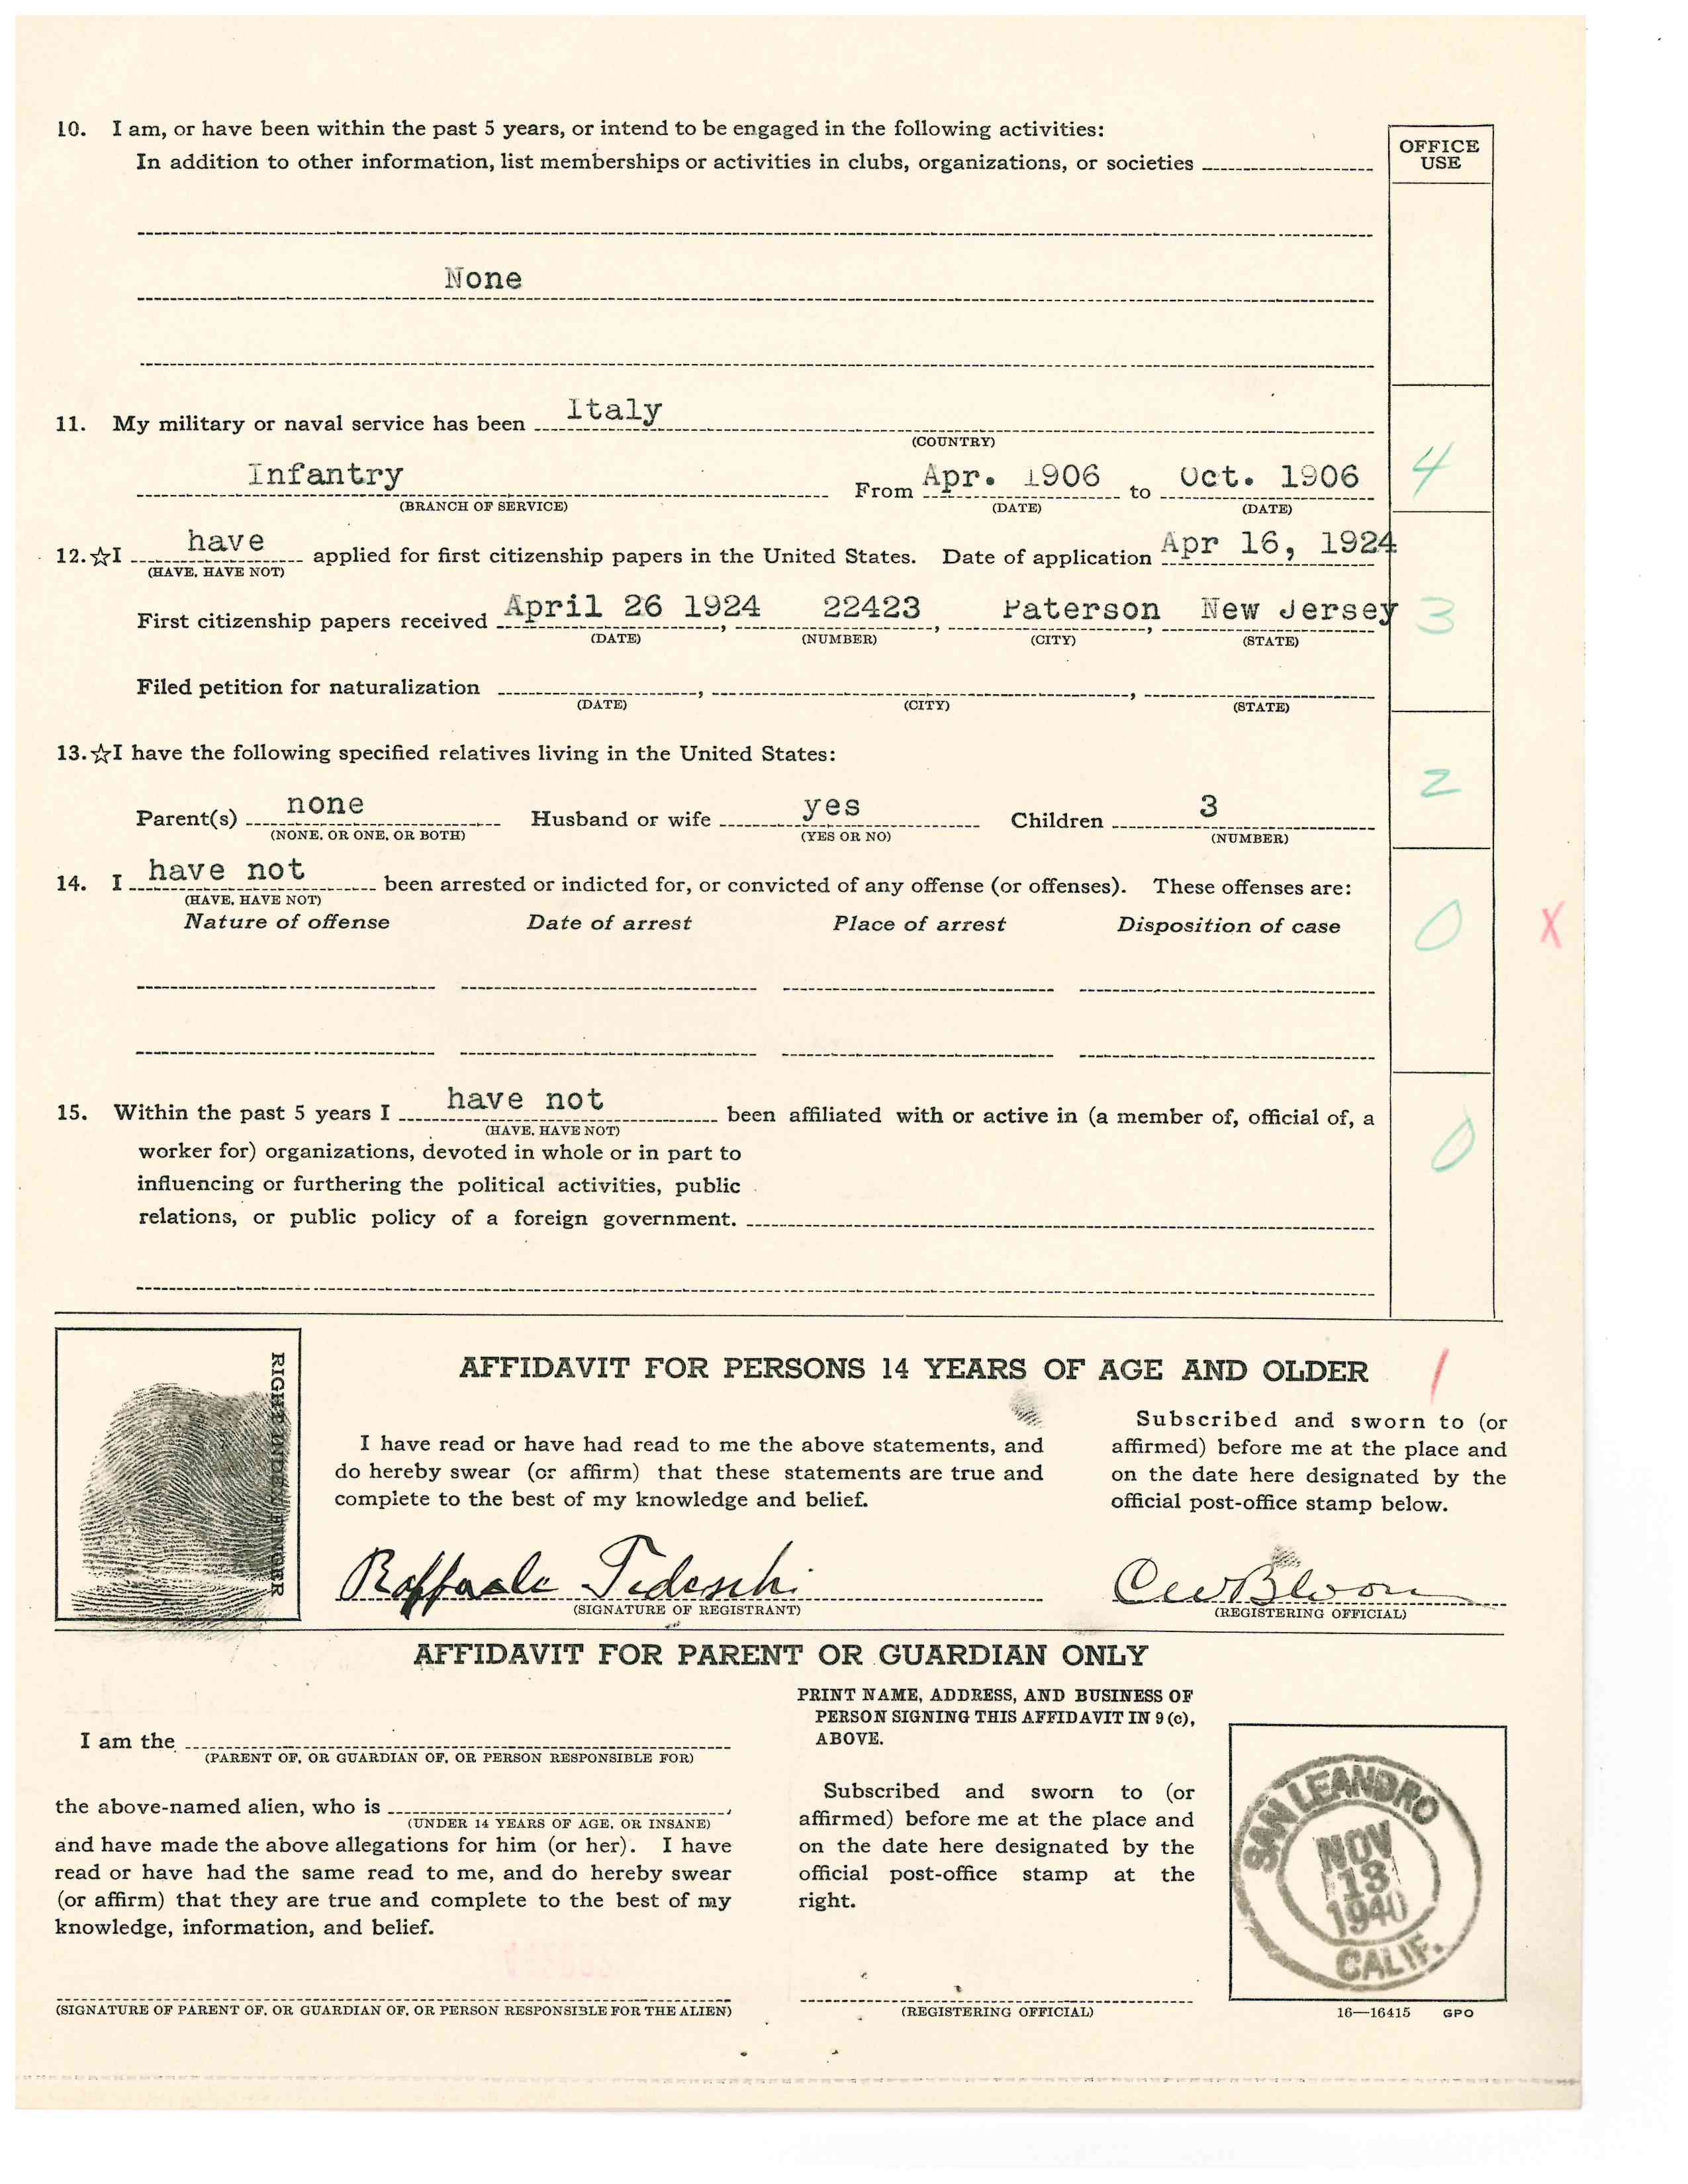 10. I am, or have been within the past 5 years, or intend to be engaged in the following activities:
In addition to other information, list memberships or activities in clubs, organizations, or societies
OFFICE
USE
None
11. My military or naval service has been Italy
(COUNTRY)
Infantry From Apr. 1906 to Oct. 1906
(BRANCH OF SERVICE) (DATE) (DATE)
4
12. ☆I have applied for first citizenship papers in the United States. Date of application Apr 16, 1924
(HAVE, HAVE NOT)
First citizenship papers received April 26 1924, 22423, Paterson, New Jersey
(DATE) (NUMBER) (CITY) (STATE)
3
Filed petition for naturalization , ,
(DATE) (CITY) (STATE)
13. ☆I have the following specified relatives living in the United States:
Parent(s) none Husband or wife yes Children 3
(NONE, OR ONE, OR BOTH) (YES OR NO) (NUMBER)
2
14. I have not been arrested or indicted for, or convicted of any offense (or offenses). These offenses are:
(HAVE, HAVE NOT)
Nature of offense Date of arrest Place of arrest Disposition of case
0 X
15. Within the past 5 years I have not been affiliated with or active in (a member of, official of, a
(HAVE, HAVE NOT)
worker for) organizations, devoted in whole or in part to
influencing or furthering the political activities, public
relations, or public policy of a foreign government.
0
RIGHT INDEX FINGER
AFFIDAVIT FOR PERSONS 14 YEARS OF AGE AND OLDER
I have read or have had read to me the above statements, and
do hereby swear (or affirm) that these statements are true and
complete to the best of my knowledge and belief.
Subscribed and sworn to (or
affirmed) before me at the place and
on the date here designated by the
official post-office stamp below.
Raffaele Tedeschi
(SIGNATURE OF REGISTRANT)
(REGISTERING OFFICIAL)
AFFIDAVIT FOR PARENT OR GUARDIAN ONLY
I am the
(PARENT OF, OR GUARDIAN OF, OR PERSON RESPONSIBLE FOR)
the above-named alien, who is ,
(UNDER 14 YEARS OF AGE, OR INSANE)
and have made the above allegations for him (or her). I have
read or have had the same read to me, and do hereby swear
(or affirm) that they are true and complete to the best of my
knowledge, information, and belief.
(SIGNATURE OF PARENT OF, OR GUARDIAN OF, OR PERSON RESPONSIBLE FOR THE ALIEN)
PRINT NAME, ADDRESS, AND BUSINESS OF
PERSON SIGNING THIS AFFIDAVIT IN 9 (c),
ABOVE.
Subscribed and sworn to (or
affirmed) before me at the place and
on the date here designated by the
official post-office stamp at the
right.
(REGISTERING OFFICIAL)
SAN LEANDRO
NOV
13
1940
CALIF.
16—16415 GPO